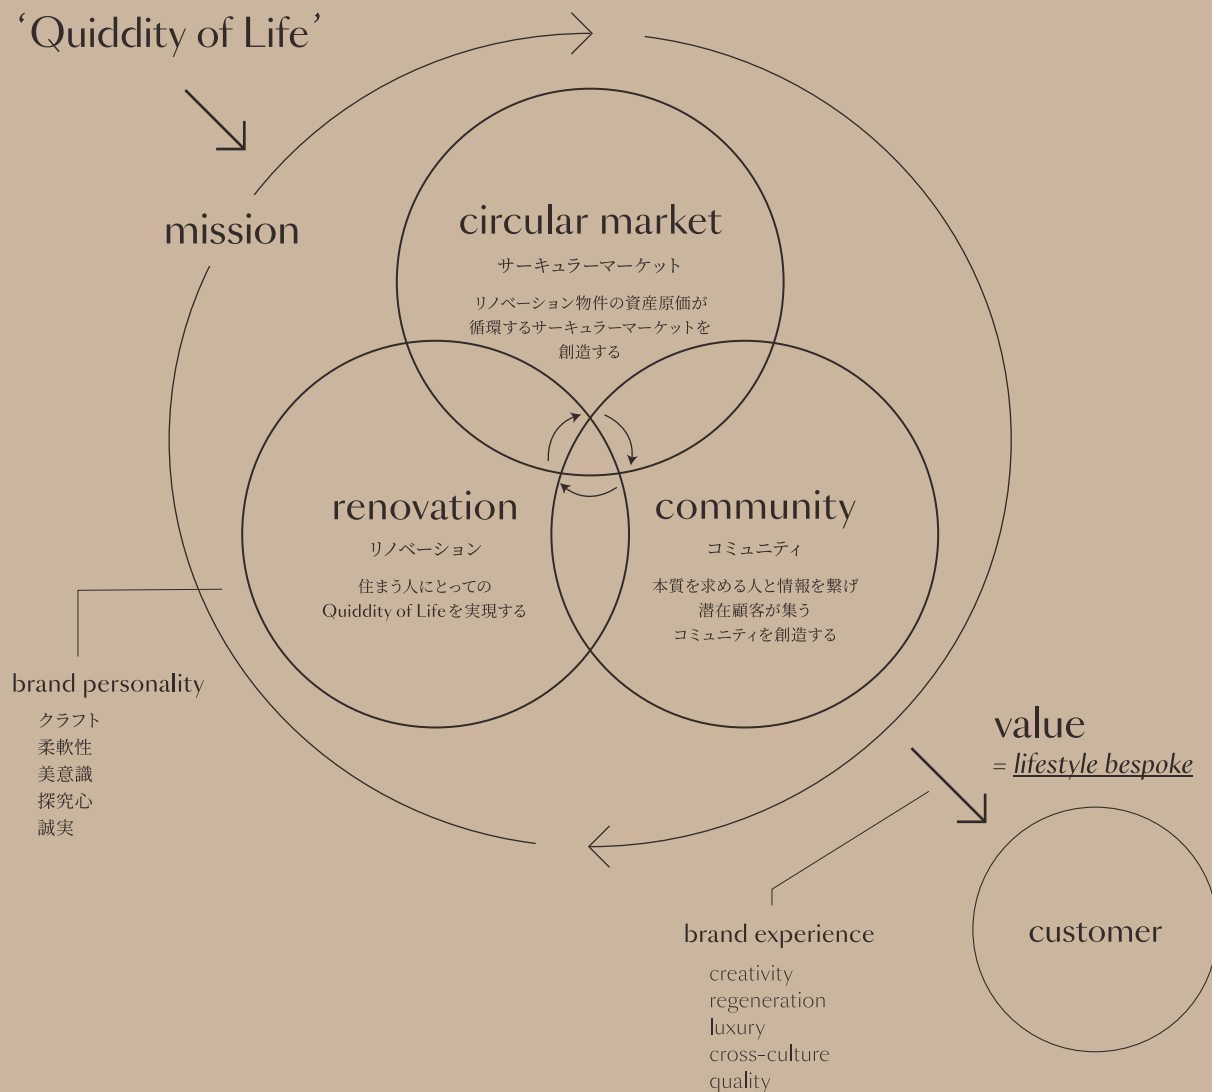 ‘Quiddity of Life’
mission
circular market
サーキュラーマーケット
リノベーション物件の資産原価が
循環するサーキュラーマーケットを
創造する
renovation
リノベーション
住まう人にとっての
Quiddity of Lifeを実現する
community
コミュニティ
本質を求める人と情報を繋げ
潜在顧客が集う
コミュニティを創造する
brand personality
クラフト
柔軟性
美意識
探究心
誠実
value
= lifestyle bespoke
customer
brand experience
creativity
regeneration
luxury
cross-culture
quality